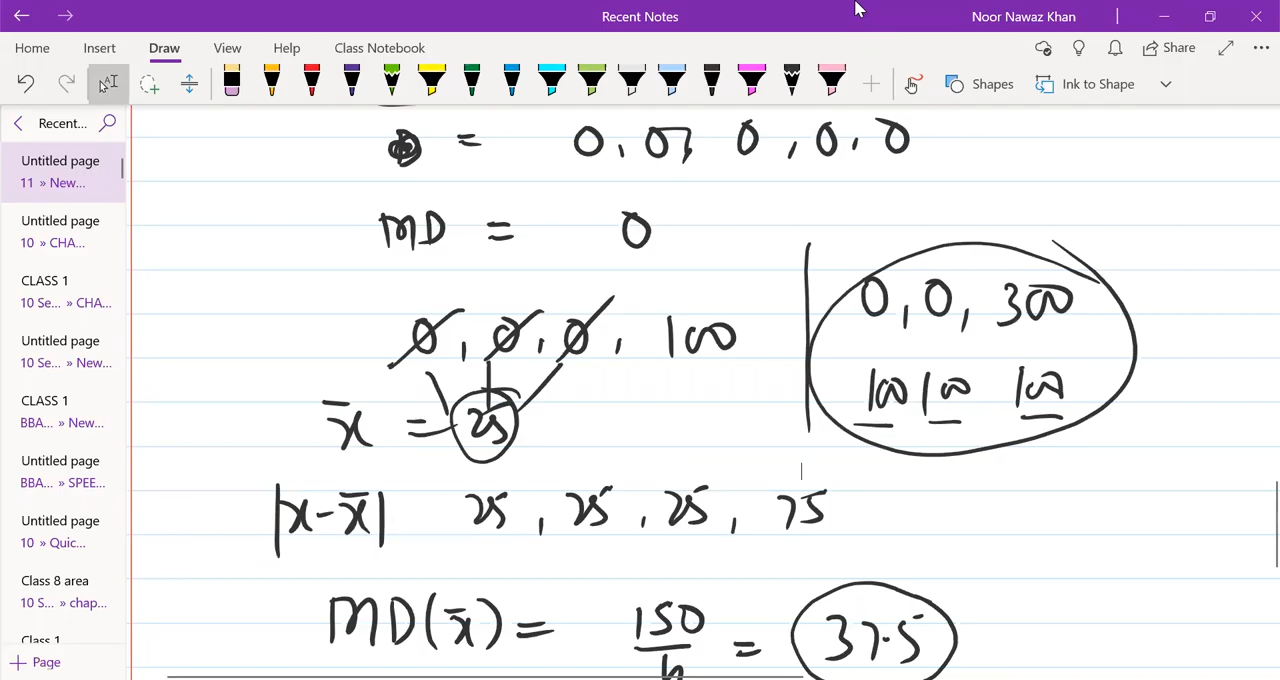 Recent Notes
Noor Nawaz Khan
Home Insert Draw View Help Class Notebook Share
Shapes Ink to Shape
Recent...
Untitled page
11 » New...
Untitled page
10 » CHA...
CLASS 1
10 Se... » CHA...
Untitled page
10 Se... » New...
CLASS 1
BBA... » New...
Untitled page
BBA... » SPEE...
Untitled page
10 » Quic...
Class 8 area
10 S... » chap...
Class 1
Page
= 0, 0, 0, 0, 0
MD = 0
0, 0, 0, 100
x̄ = 25
|x-x̄| 25, 25, 25, 75
MD(x̄) = 150/4 = 37.5
0, 0, 300
100 100 100